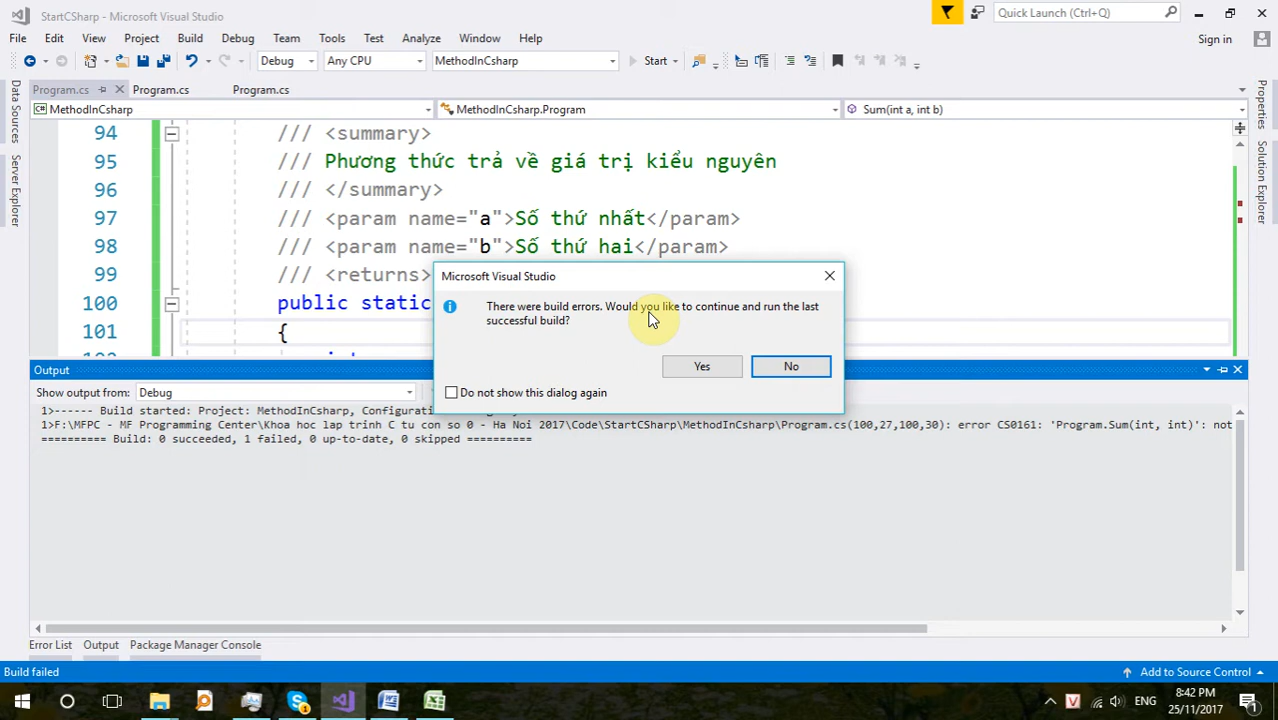 StartCSharp - Microsoft Visual Studio
Quick Launch (Ctrl+Q)
File Edit View Project Build Debug Team Tools Test Analyze Window Help
Sign in
Debug Any CPU MethodInCsharp Start
Program.cs Program.cs Program.cs
MethodInCsharp MethodInCsharp.Program Sum(int a, int b)
Data Sources
Server Explorer
Properties
Solution Explorer
94 /// <summary>
95 /// Phương thức trả về giá trị kiểu nguyên
96 /// </summary>
97 /// <param name="a">Số thứ nhất</param>
98 /// <param name="b">Số thứ hai</param>
99 /// <returns>
100 public static
101 {
Microsoft Visual Studio
There were build errors. Would you like to continue and run the last
successful build?
Yes No
Do not show this dialog again
Output
Show output from: Debug
1>------ Build started: Project: MethodInCsharp,
1>F:\MFPC - MF Programming Center\Khoa hoc lap trinh C tu con so 0 - Ha Noi 2017\Code\StartCSharp\MethodInCsharp\Program.cs(100,27,100,30): error CS0161: 'Program.Sum(int, int)': not
========== Build: 0 succeeded, 1 failed, 0 up-to-date, 0 skipped ==========
Error List Output Package Manager Console
Build failed
Add to Source Control
ENG
8:42 PM
25/11/2017